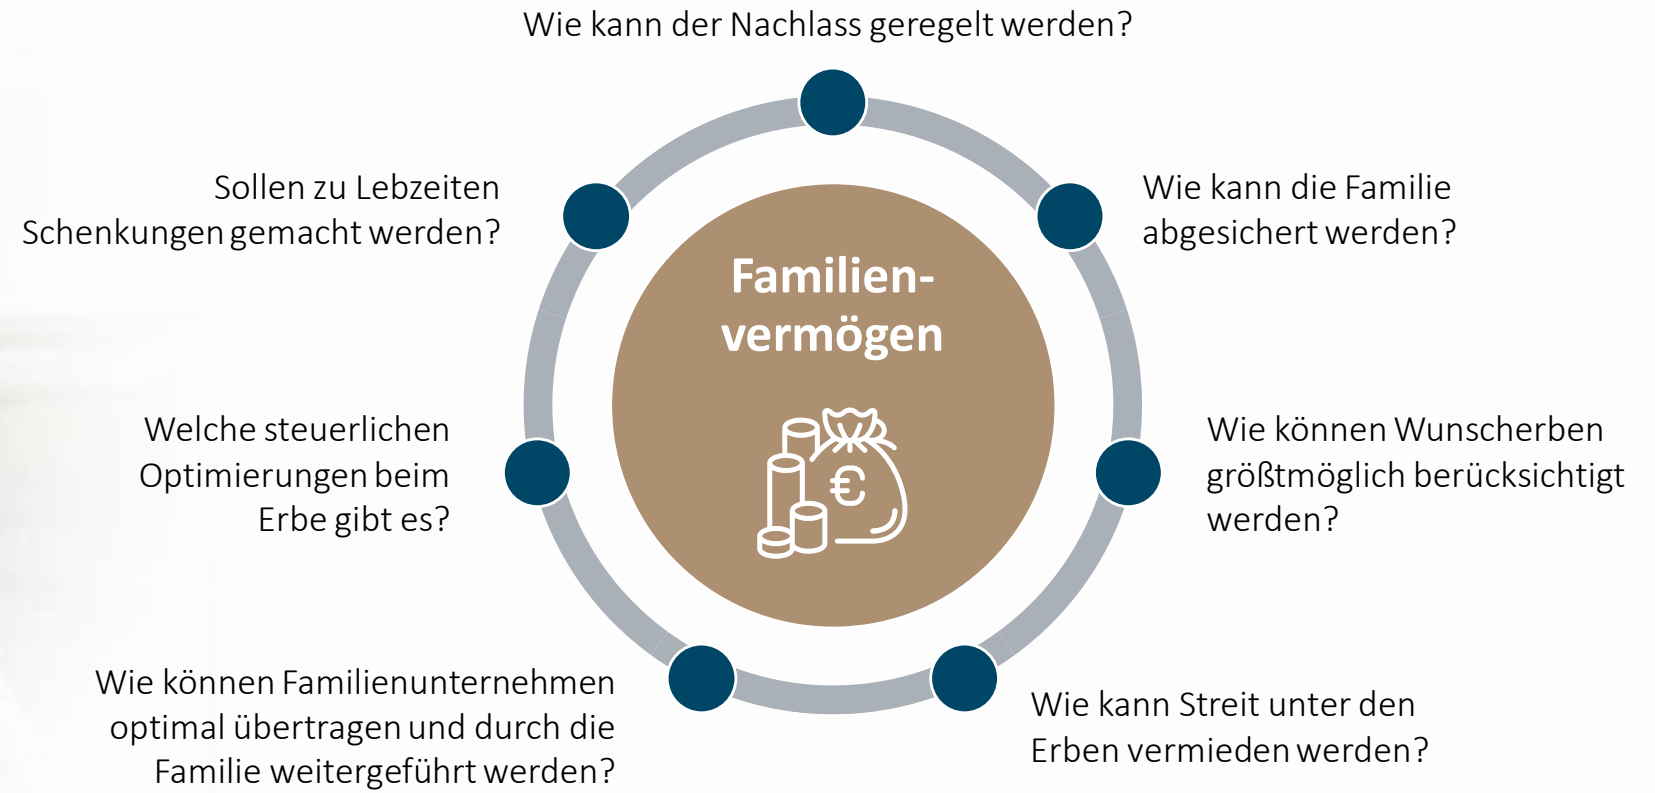 Wie kann der Nachlass geregelt werden?
Wie kann die Familie
abgesichert werden?
Wie können Wunscherben
größtmöglich berücksichtigt
werden?
Wie kann Streit unter den
Erben vermieden werden?
Wie können Familienunternehmen
optimal übertragen und durch die
Familie weitergeführt werden?
Welche steuerlichen
Optimierungen beim
Erbe gibt es?
Sollen zu Lebzeiten
Schenkungen gemacht werden?
Familien-
vermögen
€